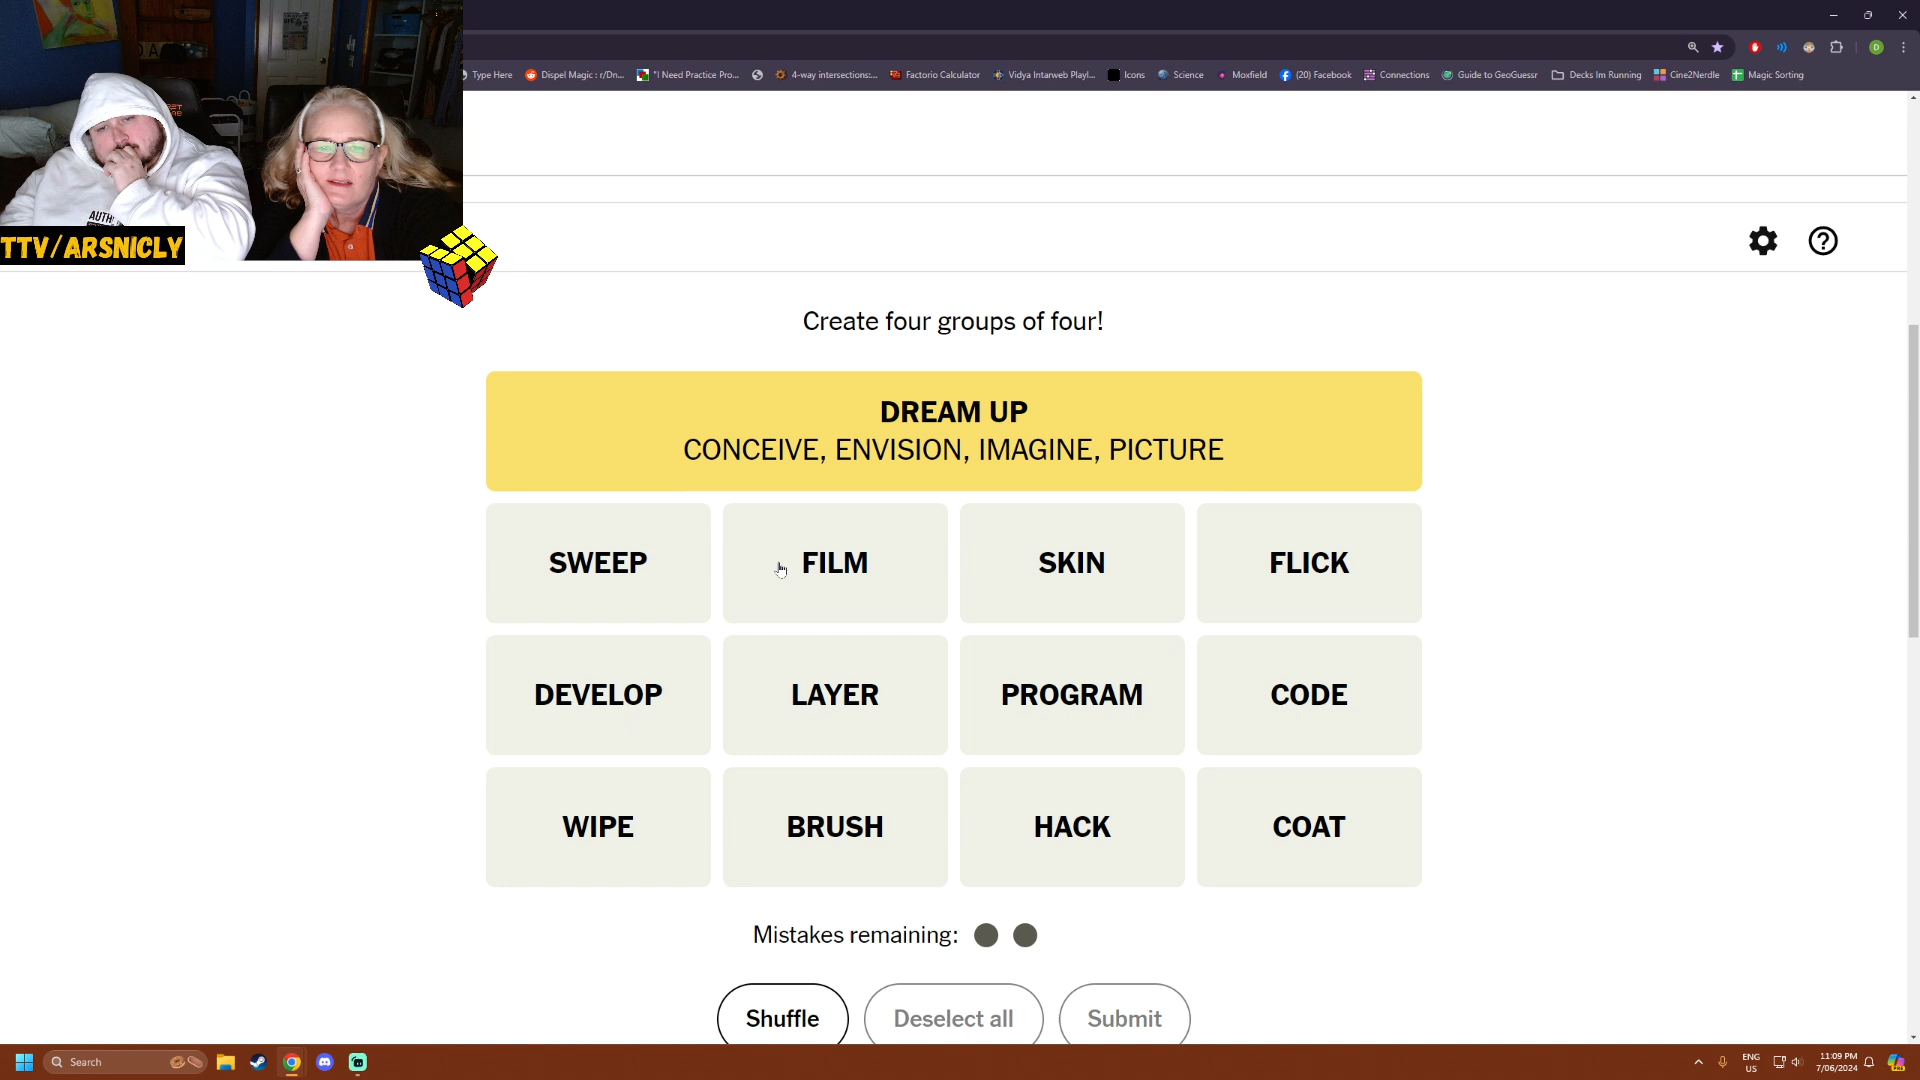 Type Here
Dispel Magic : r/Dn...
"I Need Practice Pro...
4-way intersections:...
Factorio Calculator
Vidya Intarweb Playl...
Icons
Science
Moxfield
(20) Facebook
Connections
Guide to GeoGuessr
Decks Im Running
Cine2Nerdle
Magic Sorting
D
AUTH
TTV/ARSNICLY
Create four groups of four!
DREAM UP
CONCEIVE, ENVISION, IMAGINE, PICTURE
SWEEP
FILM
SKIN
FLICK
DEVELOP
LAYER
PROGRAM
CODE
WIPE
BRUSH
HACK
COAT
Mistakes remaining:
Shuffle
Deselect all
Submit
Search
ENG
US
11:09 PM
7/06/2024